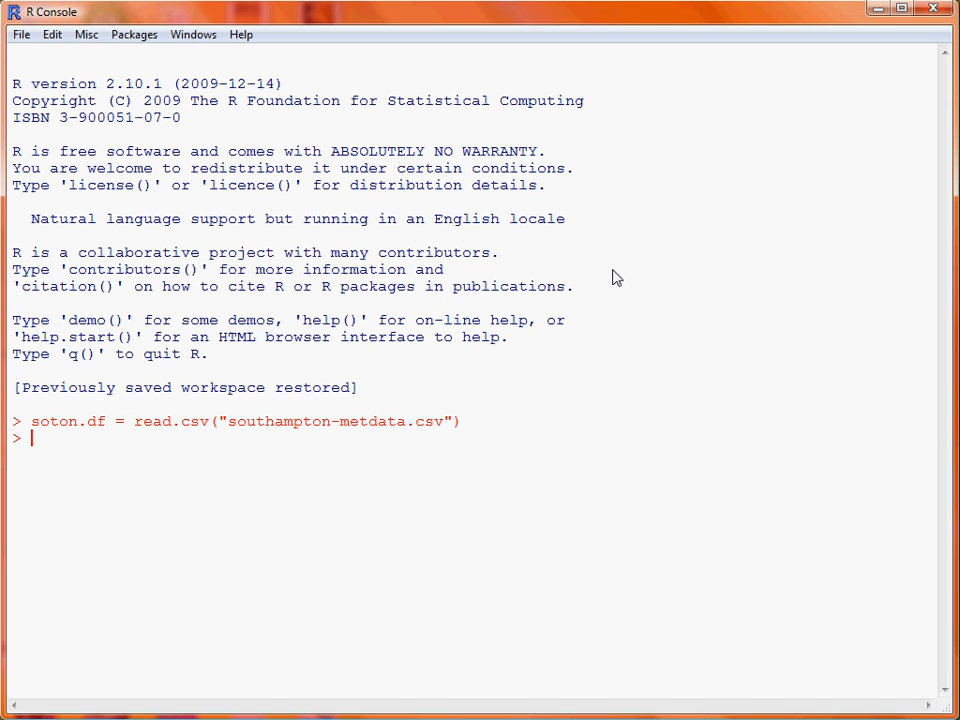 R Console
File Edit Misc Packages Windows Help
R version 2.10.1 (2009-12-14)
Copyright (C) 2009 The R Foundation for Statistical Computing
ISBN 3-900051-07-0
R is free software and comes with ABSOLUTELY NO WARRANTY.
You are welcome to redistribute it under certain conditions.
Type 'license()' or 'licence()' for distribution details.
Natural language support but running in an English locale
R is a collaborative project with many contributors.
Type 'contributors()' for more information and
'citation()' on how to cite R or R packages in publications.
Type 'demo()' for some demos, 'help()' for on-line help, or
'help.start()' for an HTML browser interface to help.
Type 'q()' to quit R.
[Previously saved workspace restored]
> soton.df = read.csv("southampton-metdata.csv")
>